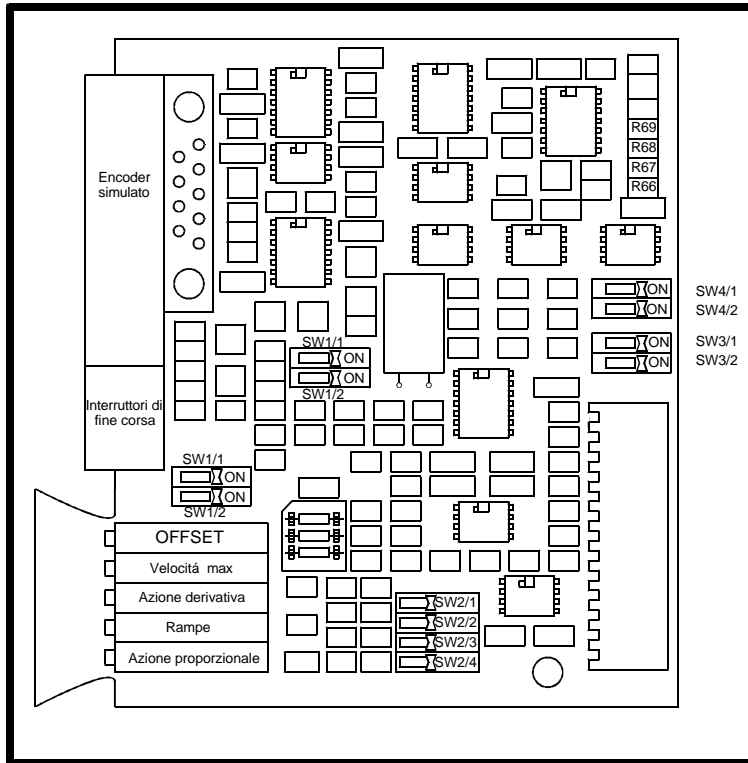 R69
R68
R67
R66
Encoder
simulato
ON
SW4/1
ON
SW4/2
SW1/1
ON
SW3/1
ON
SW3/2
ON
ON
SW1/2
Interruttori di
fine corsa
SW1/1
ON
ON
SW1/2
OFFSET
Velocitá max
Azione derivativa
Rampe
Azione proporzionale
SW2/1
SW2/2
SW2/3
SW2/4